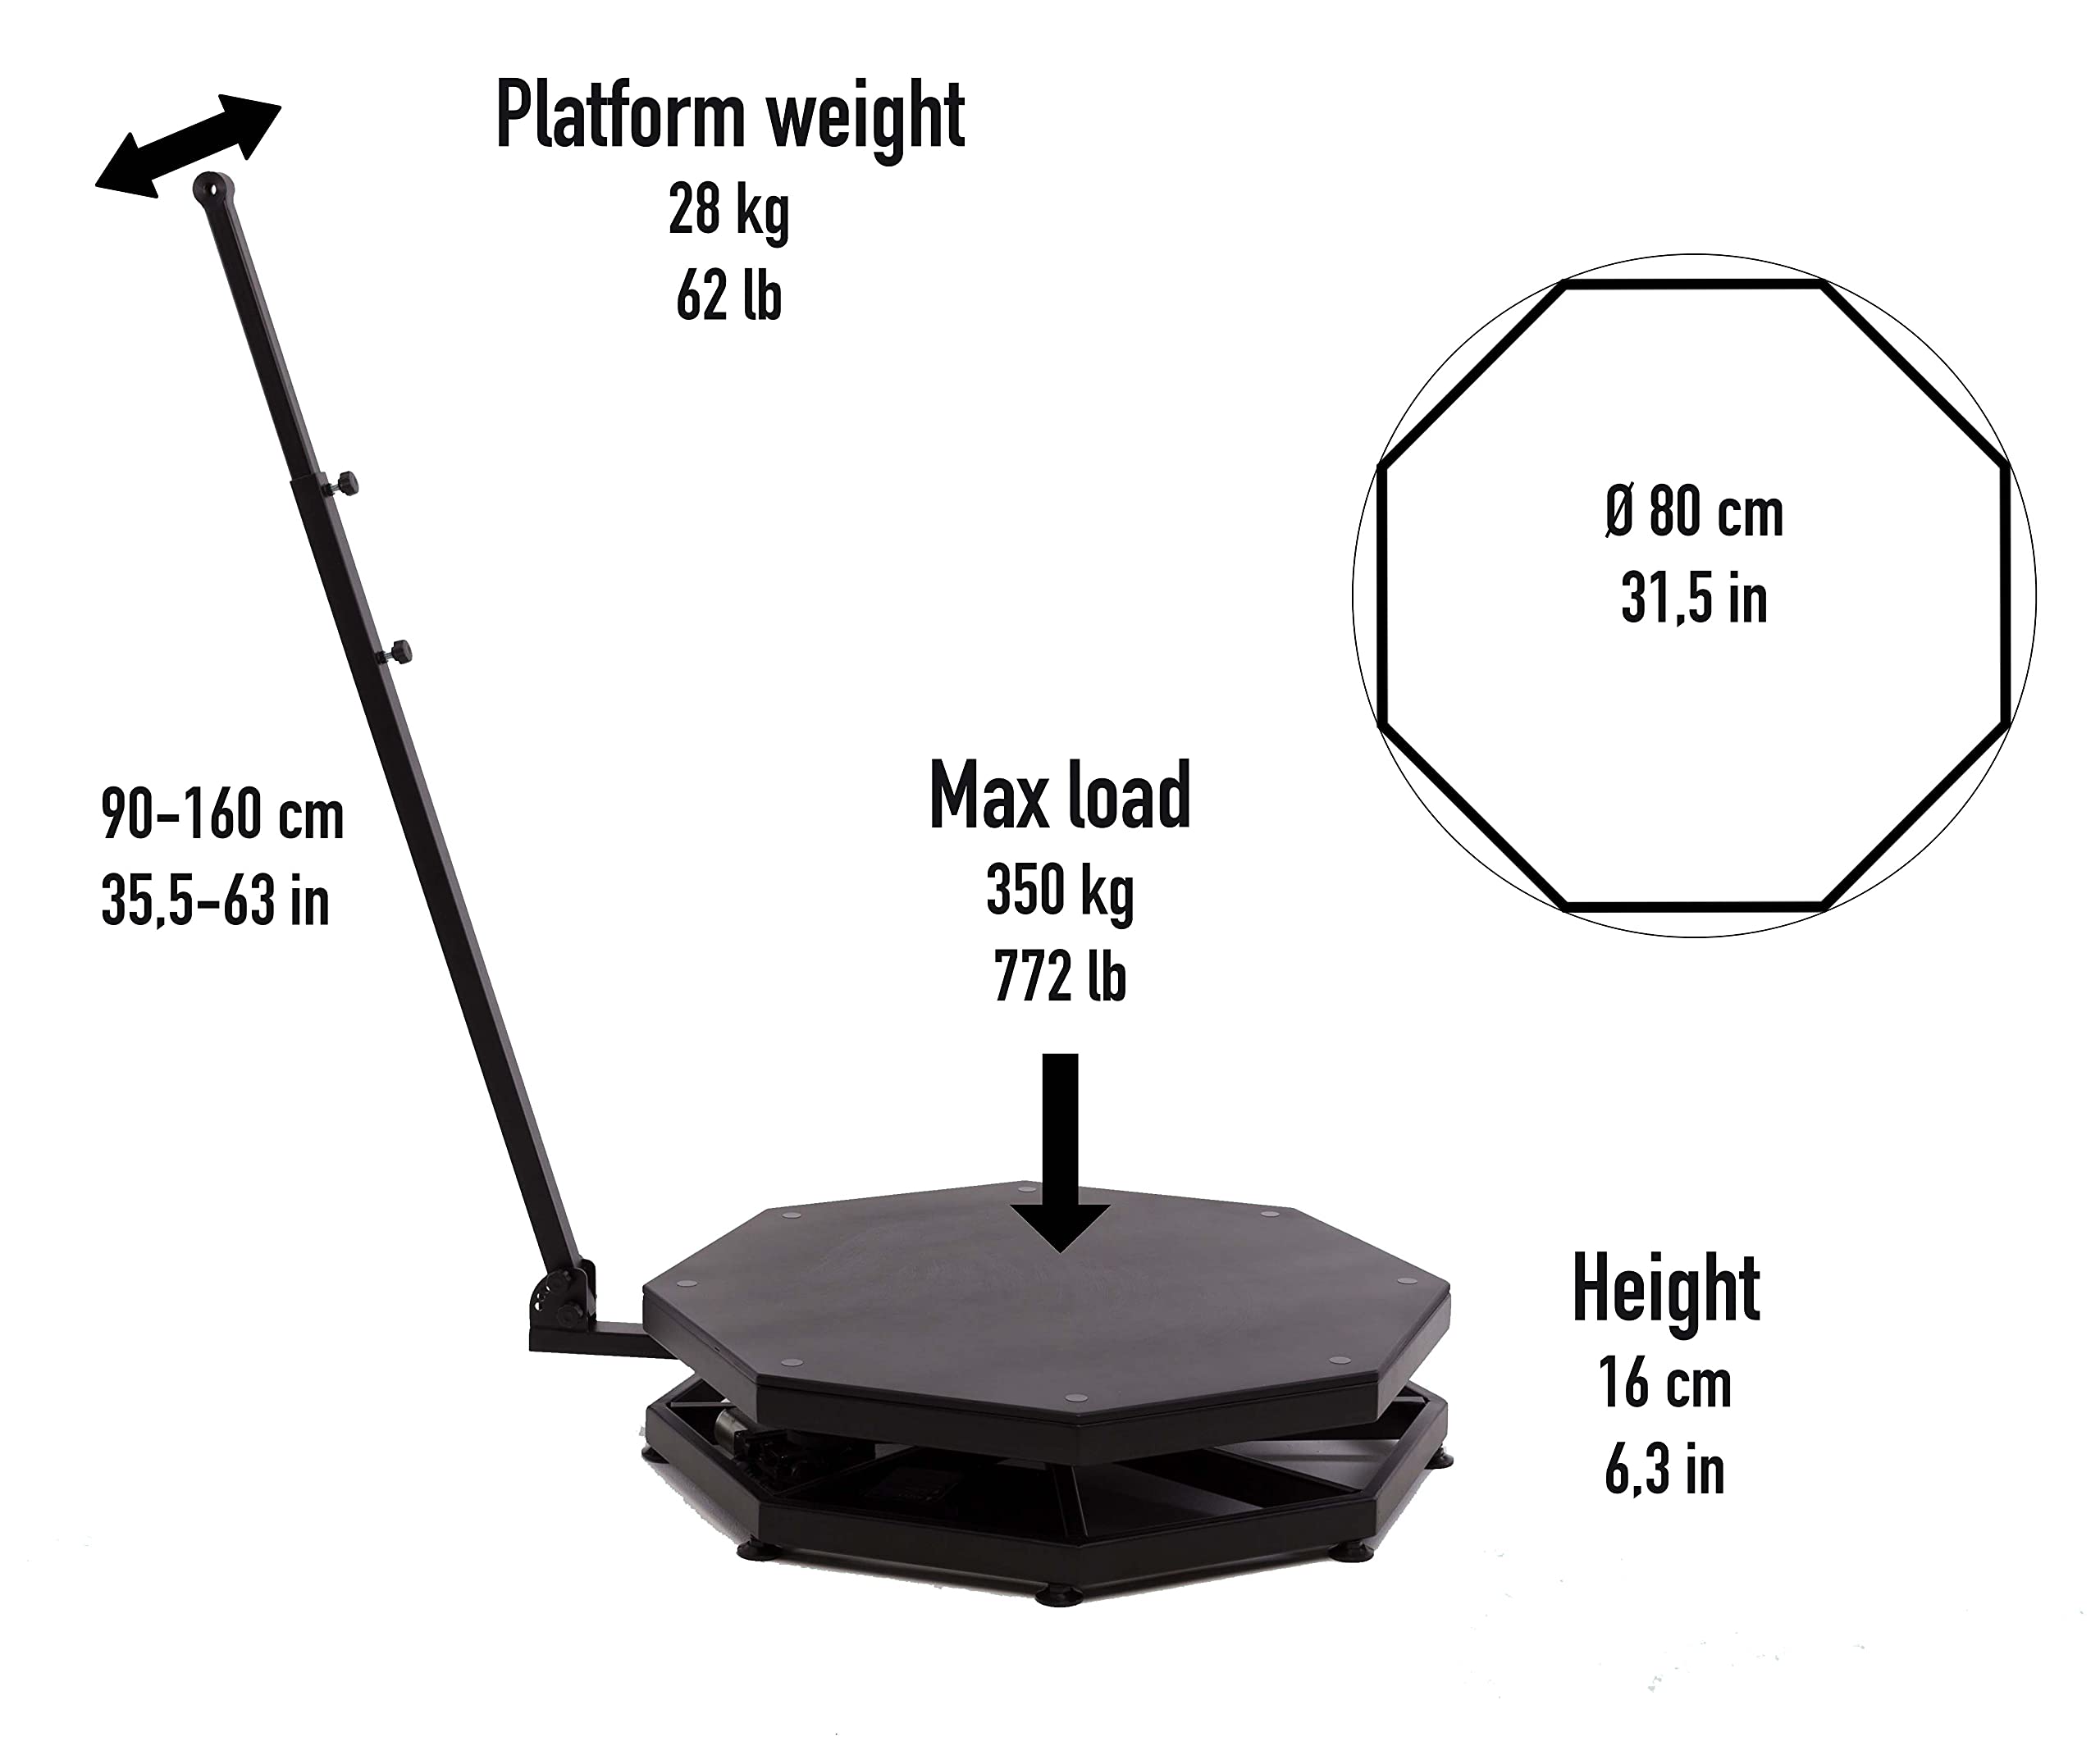 Platform weight
28 kg
62 lb
Ø 80 cm
31,5 in
90-160 cm
35,5-63 in
Max load
350 kg
772 lb
Height
16 cm
6,3 in